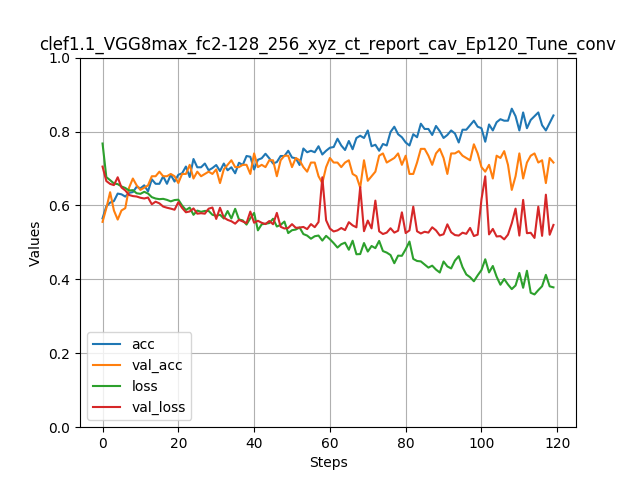 clef1.1_VGG8max_fc2-128_256_xyz_ct_report_cav_Ep120_Tune_conv
1.0
0.8
0.6
0.4
0.2
0.0
Values
acc
val_acc
loss
val_loss
0 20 40 60 80 100 120
Steps